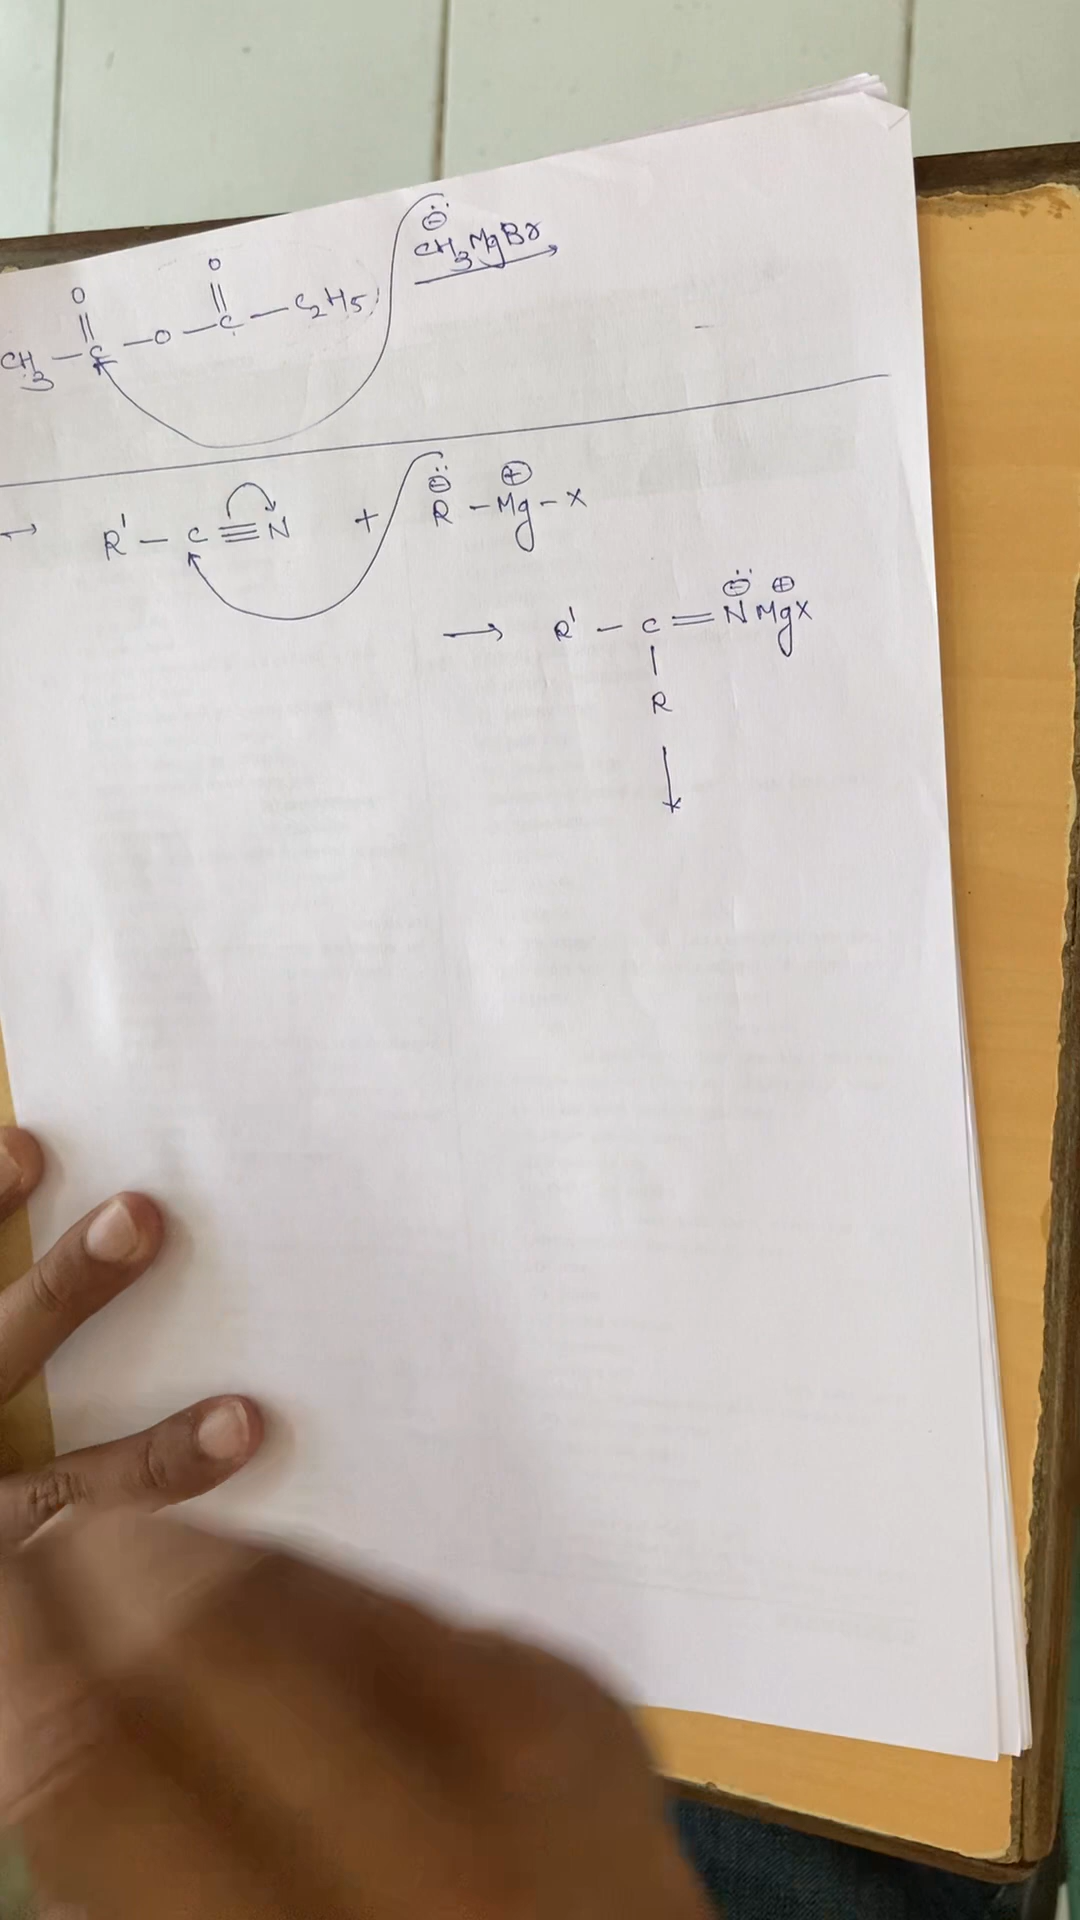 ⊖
CH3MgBr
O O
CH3 — C — O — C — C2H5
⊖ ⊕
→ R' — C ≡ N + R — Mg — X
⊖ ⊕
→ R' — C = N MgX
R